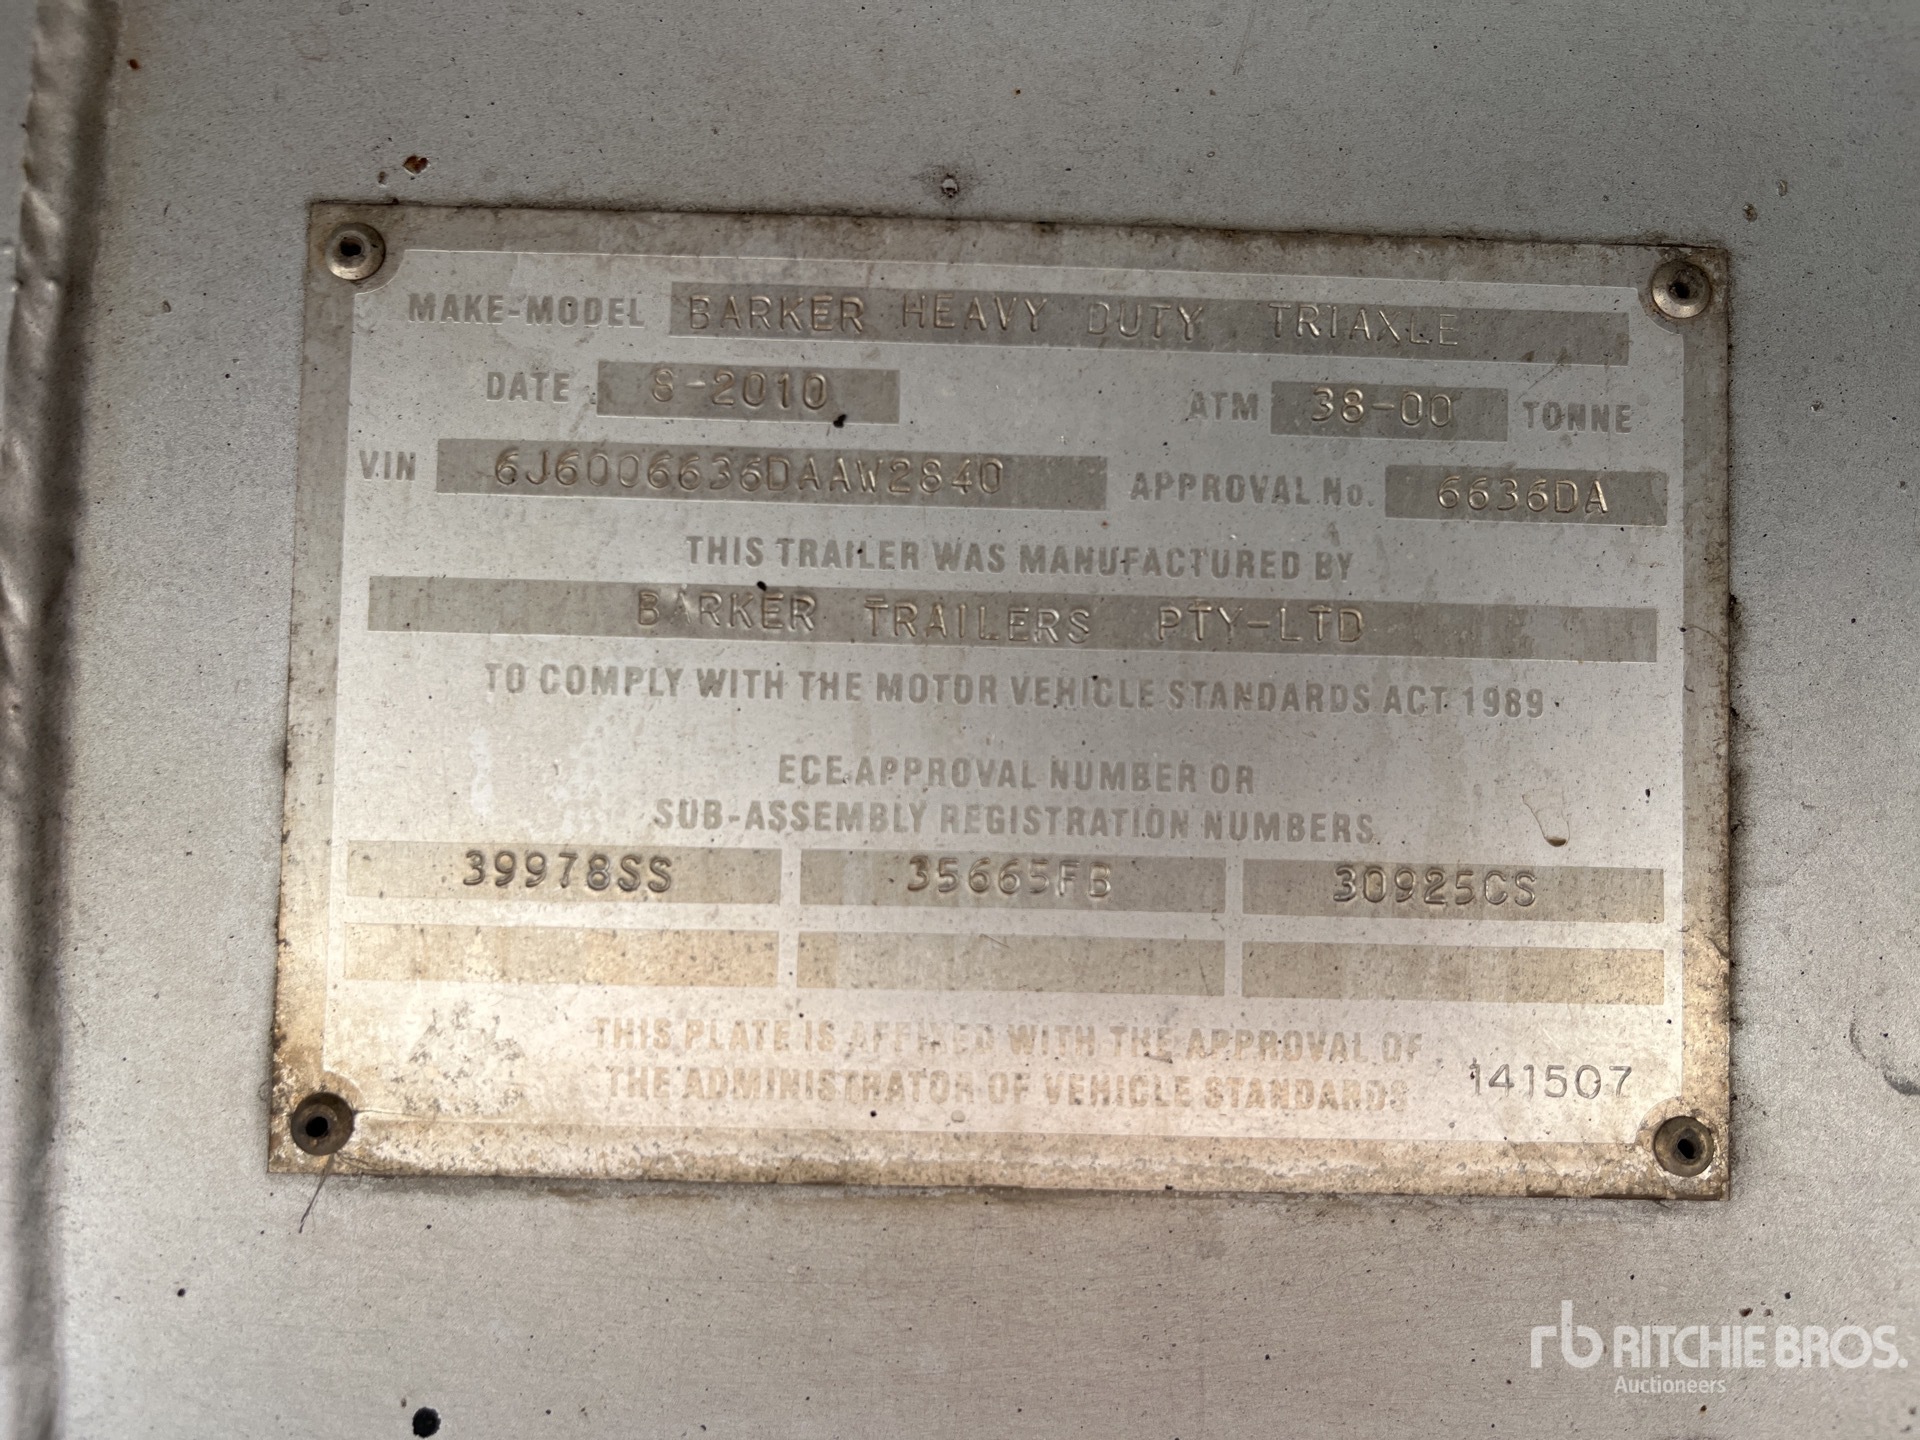 MAKE-MODEL BARKER HEAVY DUTY TRIAXLE
DATE 8-2010 ATM 38-00 TONNE
VIN 6J6006636DAAW2840 APPROVAL No. 6636DA
THIS TRAILER WAS MANUFACTURED BY
BARKER TRAILERS PTY-LTD
TO COMPLY WITH THE MOTOR VEHICLE STANDARDS ACT 1989
ECE APPROVAL NUMBER OR
SUB-ASSEMBLY REGISTRATION NUMBERS
39978SS 35665FB 30925CS
THIS PLATE IS AFFIXED WITH THE APPROVAL OF
THE ADMINISTRATOR OF VEHICLE STANDARDS 141507
rb RITCHIE BROS.
Auctioneers